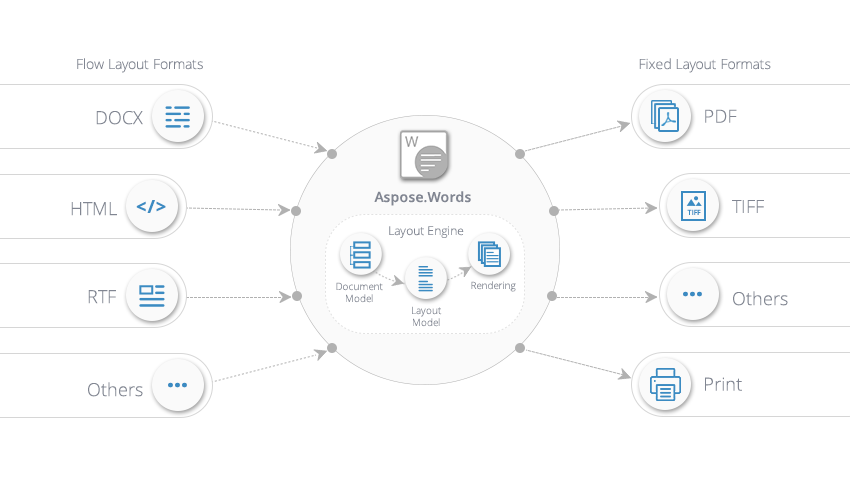 Flow Layout Formats
Fixed Layout Formats
DOCX
HTML
</>
RTF
Others
W
Aspose.Words
Layout Engine
Document
Model
Layout
Model
Rendering
PDF
TIFF
TIFF
Others
Print